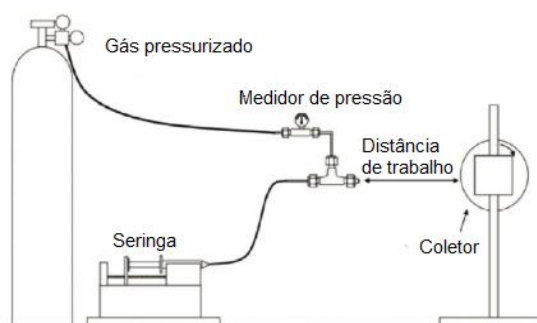 Gás pressurizado
Medidor de pressão
Distância
de trabalho
Seringa
Coletor